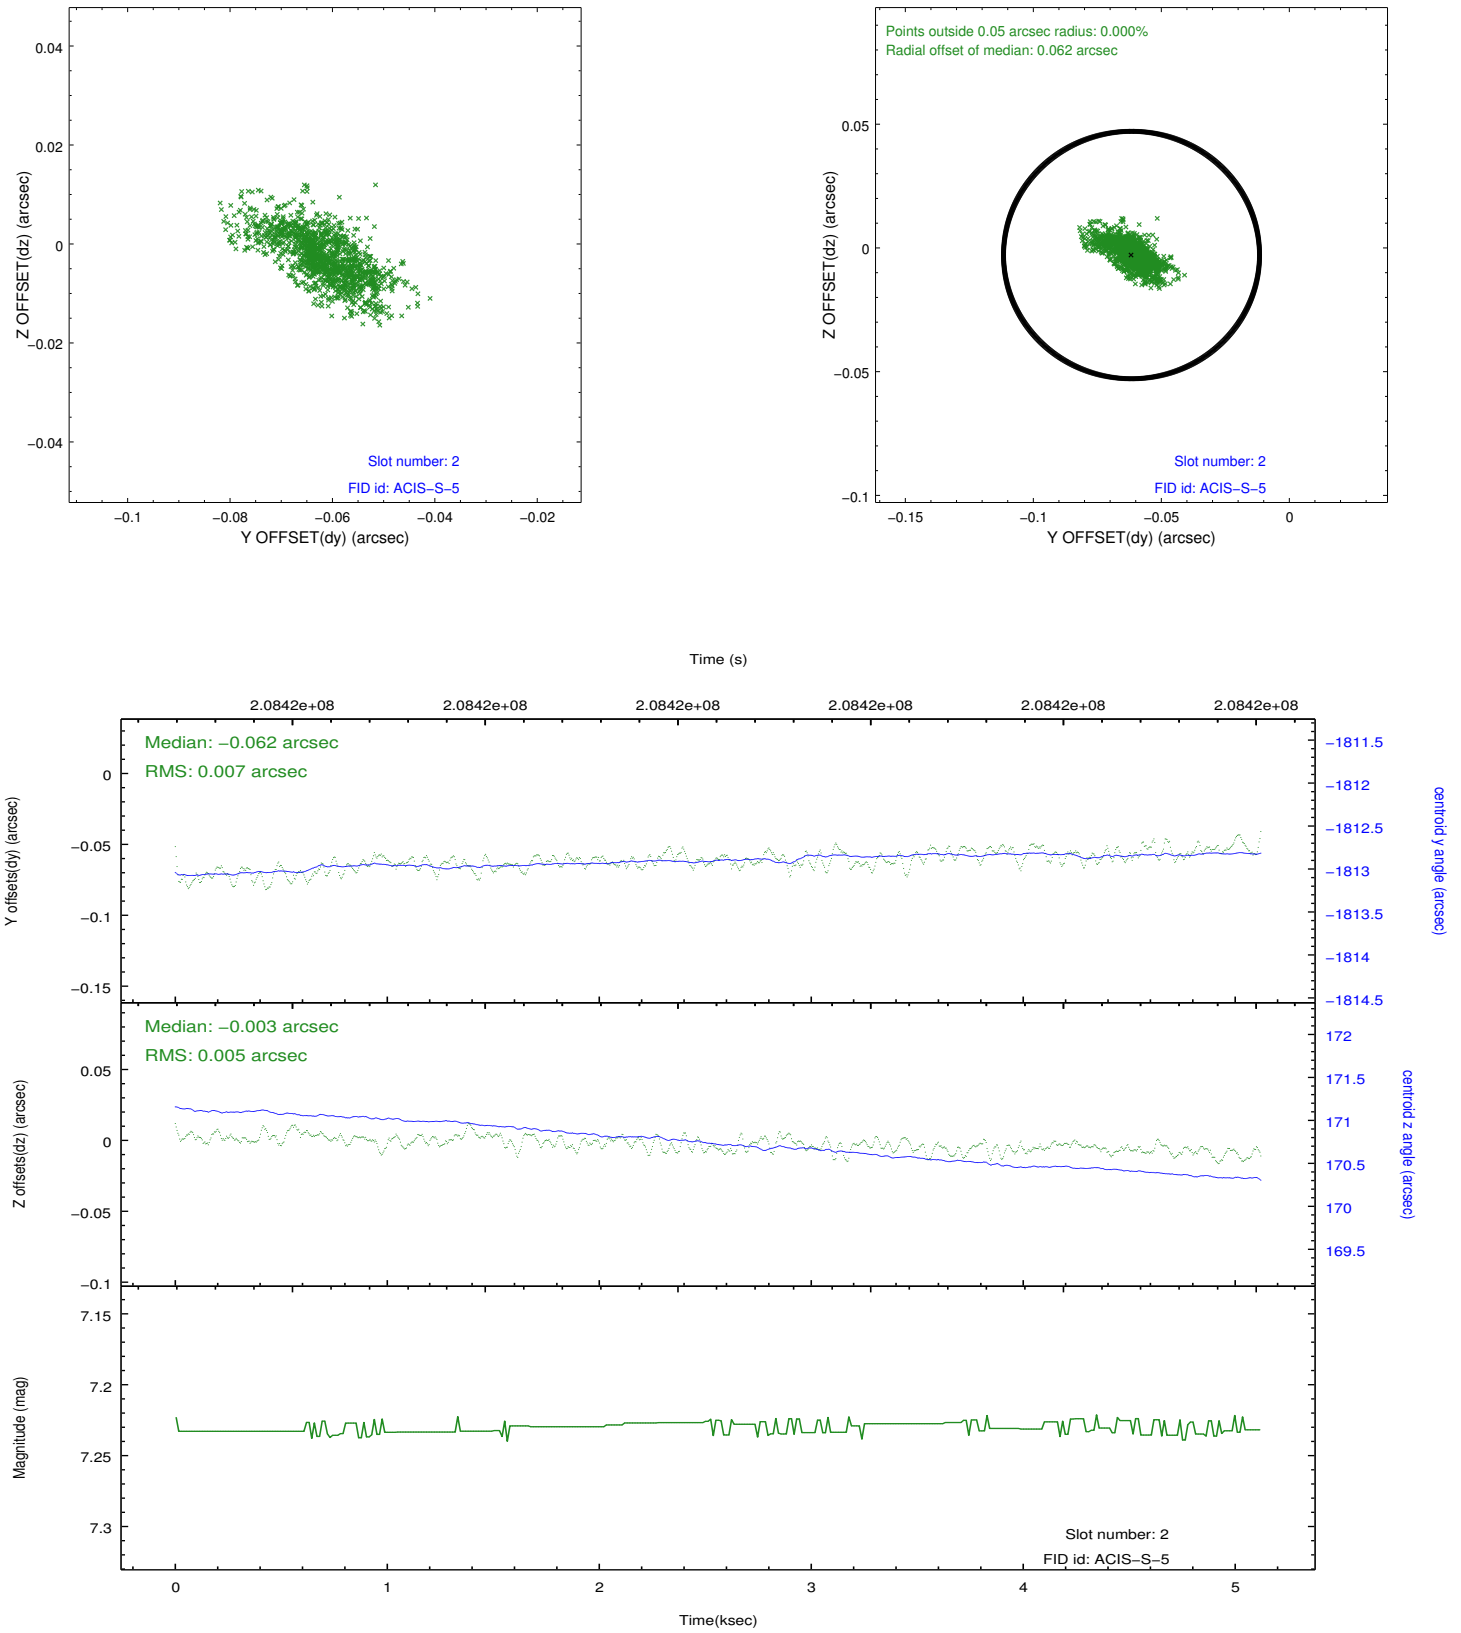 0.04
0.02
0
−0.02
−0.04
Z OFFSET(dz) (arcsec)
Slot number: 2
FID id: ACIS−S−5
−0.1
−0.08
−0.06
−0.04
−0.02
Y OFFSET(dy) (arcsec)
Points outside 0.05 arcsec radius: 0.000%
Radial offset of median: 0.062 arcsec
0.05
0
−0.05
−0.1
Z OFFSET(dz) (arcsec)
Slot number: 2
FID id: ACIS−S−5
−0.15
−0.1
−0.05
0
Y OFFSET(dy) (arcsec)
Time (s)
2.0842e+08
2.0842e+08
2.0842e+08
2.0842e+08
2.0842e+08
2.0842e+08
Median: −0.062 arcsec
RMS: 0.007 arcsec
0
−0.05
−0.1
−0.15
Y offsets(dy) (arcsec)
−1811.5
−1812
−1812.5
−1813
−1813.5
−1814
−1814.5
centroid y angle (arcsec)
Median: −0.003 arcsec
RMS: 0.005 arcsec
0.05
0
−0.05
−0.1
Z offsets(dz) (arcsec)
172
171.5
171
170.5
170
169.5
centroid z angle (arcsec)
7.15
7.2
7.25
7.3
Magnitude (mag)
Slot number: 2
FID id: ACIS−S−5
0
1
2
3
4
5
Time(ksec)